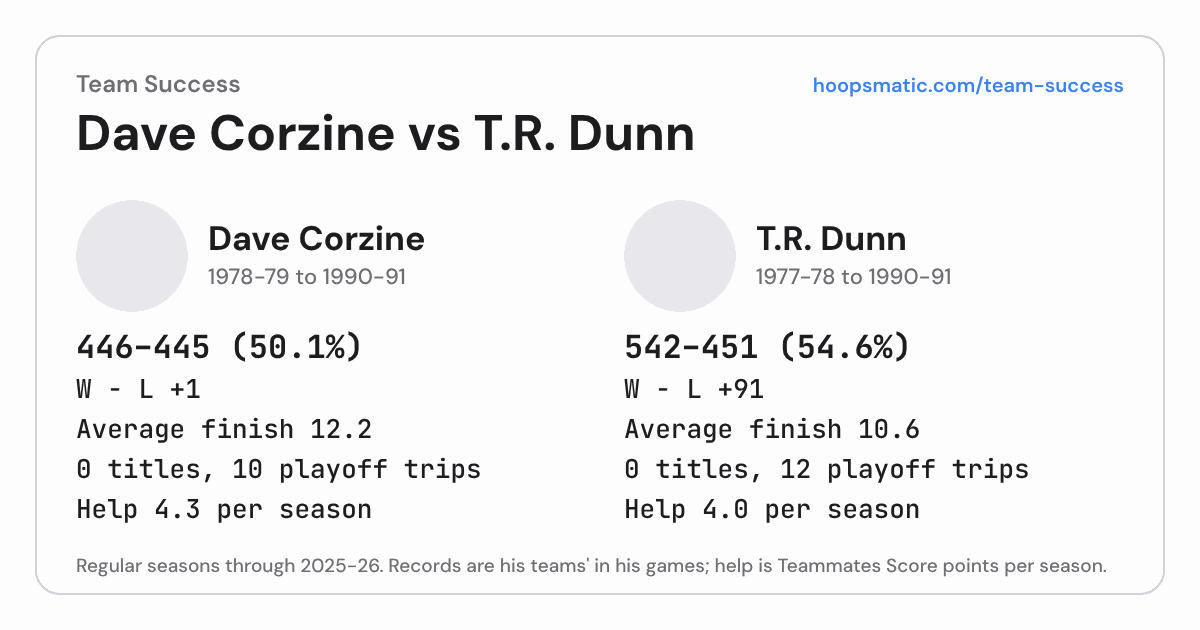 Team Success
hoopsmatic.com/team-success
Dave Corzine vs T.R. Dunn
Dave Corzine
1978-79 to 1990-91
446-445 (50.1%)
W - L +1
Average finish 12.2
0 titles, 10 playoff trips
Help 4.3 per season
T.R. Dunn
1977-78 to 1990-91
542-451 (54.6%)
W - L +91
Average finish 10.6
0 titles, 12 playoff trips
Help 4.0 per season
Regular seasons through 2025-26. Records are his teams' in his games; help is Teammates Score points per season.